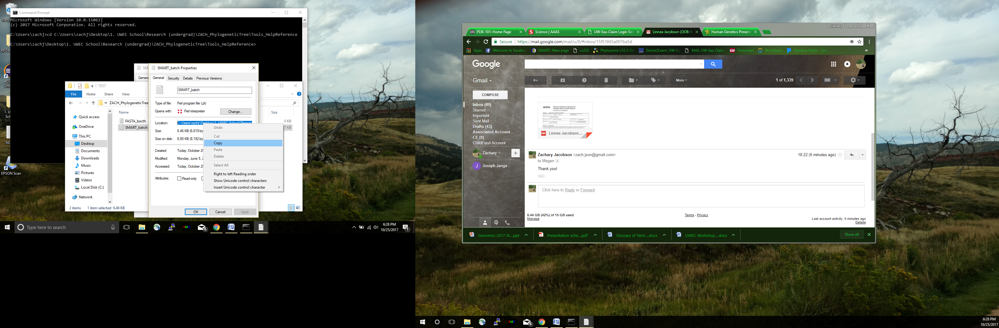 Command Prompt
Microsoft Windows [Version 10.0.15063]
(c) 2017 Microsoft Corporation. All rights reserved.
C:\Users\zachj>cd C:\Users\zachj\Desktop\1. UWEC School\Research (undergrad)\ZACH_PhylogeneticTree\Tools_HelpReference
C:\Users\zachj\Desktop\1. UWEC School\Research (undergrad)\ZACH_PhylogeneticTree\Tools_HelpReference>
EPSON Scan
TEST
File Home Share View
« ZACH_PhylogeneticTree
Quick access
OneDrive
This PC
Desktop
Documents
Downloads
Music
Pictures
Videos
Local Disk (C:)
Network
Name
Size
FASTA_bacth
0 KB
SMART_batch
7 KB
2 items 1 item selected 6.46 KB
SMART_batch Properties
General Security Details Previous Versions
SMART_batch
Type of file: Perl program file (.pl)
Opens with: Perl interpreter Change...
Location: C:\Users\zachj\Desktop\1. UWEC School\Resear
Size: 6.46 KB (6,619 by
Size on disk: 8.00 KB (8,192 by
Created: Today, October 25
Modified: Monday, June 5, 2
Accessed: Today, October 25
Attributes: Read-only
OK Cancel Apply
Undo
Cut
Copy
Paste
Delete
Select All
Right to left Reading order
Show Unicode control characters
Insert Unicode control character
Type here to search
6
6:28 PM
10/25/2017
1
Zachary
PDB-101: Home Page
Science | AAAS
UW-Eau Claire Login Ser
Linnea Jacobson (DOB: 6
Human Genetics Present
Secure https://mail.google.com/mail/u/0/#inbox/15f51865a007ba5d
Apps Welcome to Faceboo SMART: Main page cs252 Phytozome v12.1: Se Desire2Learn, UW-Ea MAIL UW-Eau Claire Timesheet WorkSpace Pandora Radio - Liste »
Google
Gmail
More
1 of 1,339
COMPOSE
Inbox (49)
Starred
Important
Sent Mail
Drafts (43)
Associated Account ...
CE (8)
ChildFund Account
Zachary
J Joseph Janga
aetna
Network Deficiency Request for
Hospital Sisters Health System
PDF Linnea Jacobson...
Zachary Jacobson <zach.json@gmail.com>
18:22 (6 minutes ago)
to Megan
Thank you!
Click here to Reply or Forward
6.44 GB (42%) of 15 GB used
Manage
Terms - Privacy
Last account activity: 0 minutes ago
Details
Genomics 2017 St....ppt
Presentation sche....pdf
Glossary of Term....docx
UWEC Workshop....docx
Show all
6
6:28 PM
10/25/2017